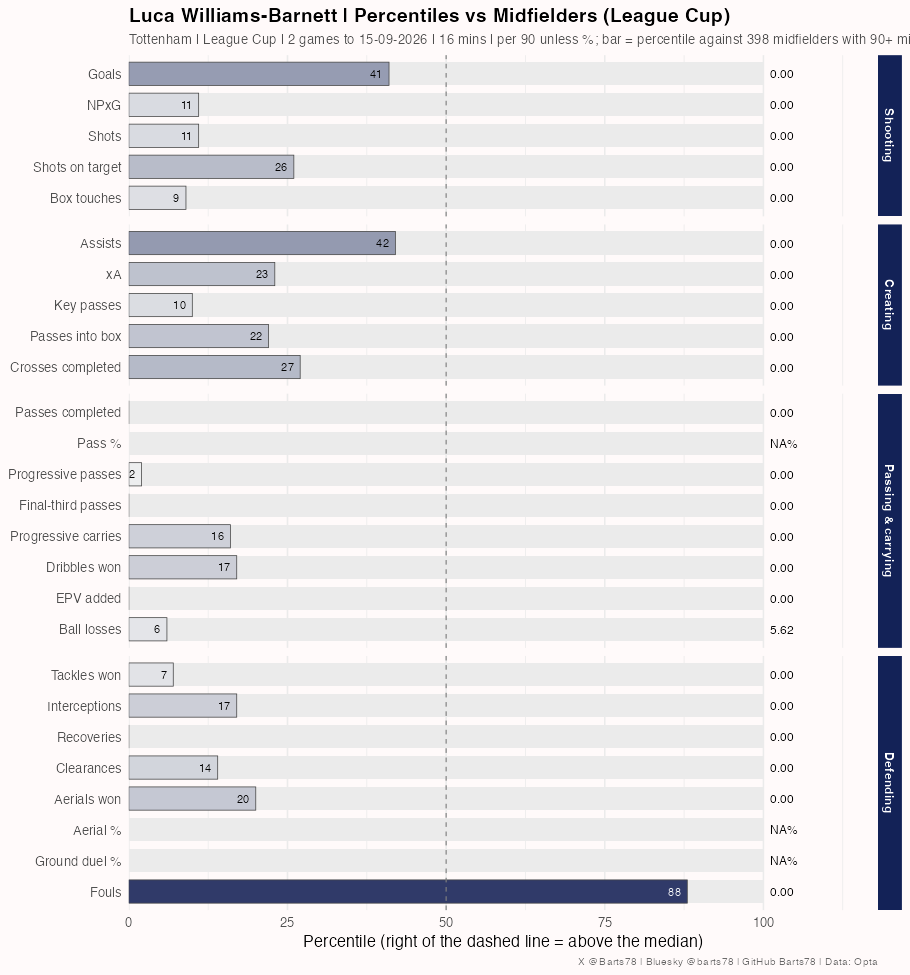 Luca Williams-Barnett | Percentiles vs Midfielders (League Cup)
Tottenham | League Cup | 2 games to 15-09-2026 | 16 mins | per 90 unless %; bar = percentile against 398 midfielders with 90+ mi
Goals 41 0.00
NPxG 11 0.00
Shots 11 0.00
Shots on target 26 0.00
Box touches 9 0.00
Shooting
Assists 42 0.00
xA 23 0.00
Key passes 10 0.00
Passes into box 22 0.00
Crosses completed 27 0.00
Creating
Passes completed 0.00
Pass % NA%
Progressive passes 2 0.00
Final-third passes 0.00
Progressive carries 16 0.00
Dribbles won 17 0.00
EPV added 0.00
Ball losses 6 5.62
Passing & carrying
Tackles won 7 0.00
Interceptions 17 0.00
Recoveries 0.00
Clearances 14 0.00
Aerials won 20 0.00
Aerial % NA%
Ground duel % NA%
Fouls 88 0.00
Defending
0 25 50 75 100
Percentile (right of the dashed line = above the median)
X @Barts78 | Bluesky @barts78 | GitHub Barts78 | Data: Opta